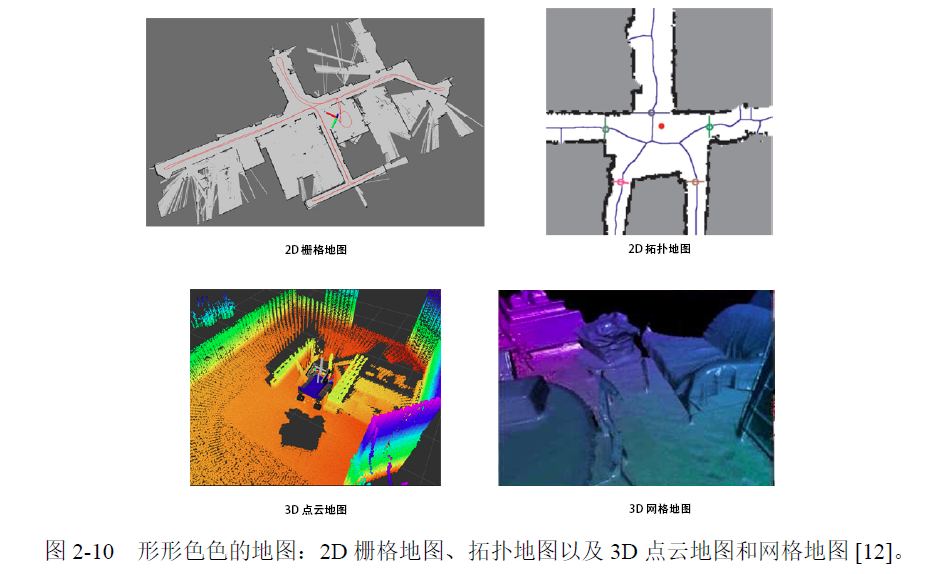 2D 栅格地图
2D 拓扑地图
3D 点云地图
3D 网格地图
图 2-10 形形色色的地图：2D 栅格地图、拓扑地图以及 3D 点云地图和网格地图 [12]。